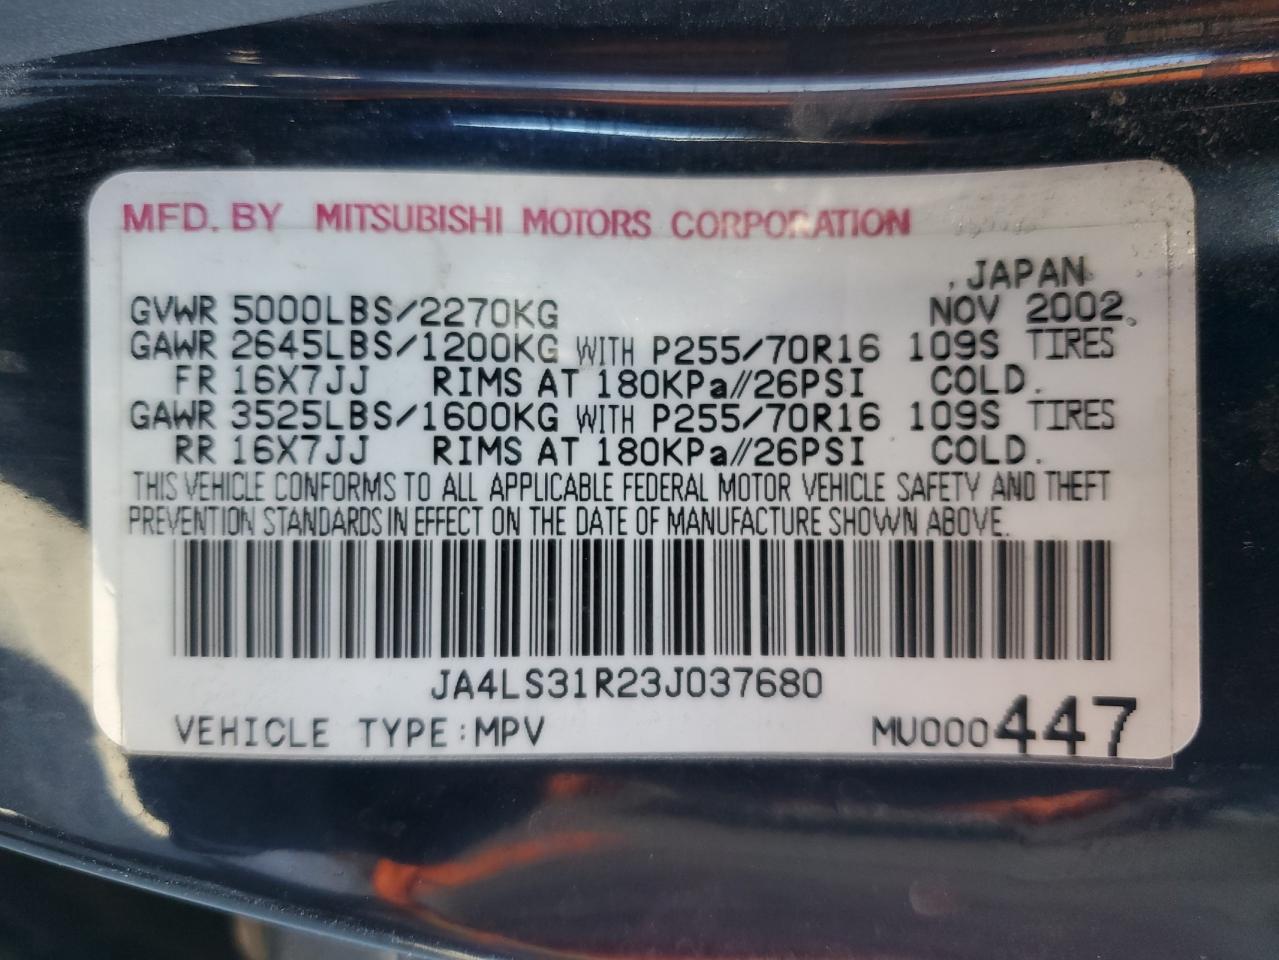 MFD. BY MITSUBISHI MOTORS CORPORATION
JAPAN
GVWR 5000LBS/2270KG NOV 2002
GAWR 2645LBS/1200KG WITH P255/70R16 109S TIRES
FR 16X7JJ RIMS AT 180KPa//26PSI COLD.
GAWR 3525LBS/1600KG WITH P255/70R16 109S TIRES
RR 16X7JJ RIMS AT 180KPa//26PSI COLD.
THIS VEHICLE CONFORMS TO ALL APPLICABLE FEDERAL MOTOR VEHICLE SAFETY AND THEFT
PREVENTION STANDARDS IN EFFECT ON THE DATE OF MANUFACTURE SHOWN ABOVE.
JA4LS31R23J037680
VEHICLE TYPE:MPV MU000447